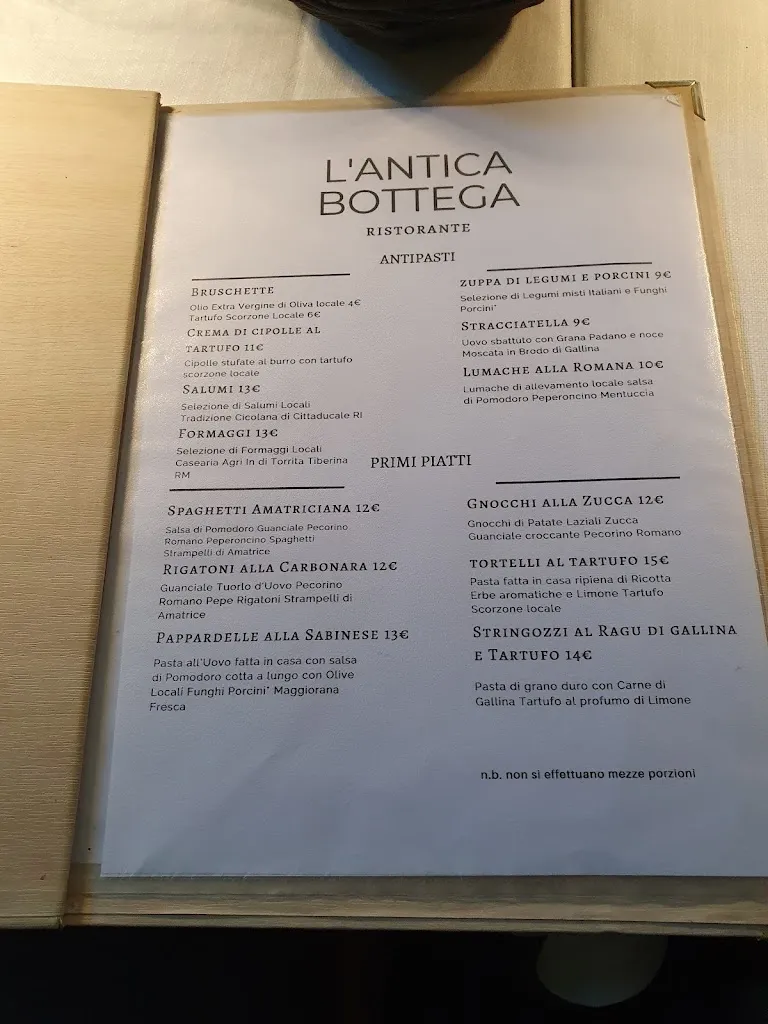 L'ANTICA
BOTTEGA
RISTORANTE
ANTIPASTI
BRUSCHETTE
Olio Extra Vergine di Oliva locale 4€
Tartufo Scorzone Locale 6€
CREMA DI CIPOLLE AL
TARTUFO 11€
Cipolle stufate al burro con tartufo
scorzone locale
SALUMI 13€
Selezione di Salumi Locali
Tradizione Cicolana di Cittaducale RI
FORMAGGI 13€
Selezione di Formaggi Locali
Casearia Agri In di Torrita Tiberina
RM
ZUPPA DI LEGUMI E PORCINI 9€
Selezione di Legumi misti Italiani e Funghi
Porcini*
STRACCIATELLA 9€
Uovo sbattuto con Grana Padano e noce
Moscata in Brodo di Gallina
LUMACHE ALLA ROMANA 10€
Lumache di allevamento locale salsa
di Pomodoro Peperoncino Mentuccia
PRIMI PIATTI
SPAGHETTI AMATRICIANA 12€
Salsa di Pomodoro Guanciale Pecorino
Romano Peperoncino Spaghetti
Strampelli di Amatrice
RIGATONI ALLA CARBONARA 12€
Guanciale Tuorlo d'Uovo Pecorino
Romano Pepe Rigatoni Strampelli di
Amatrice
PAPPARDELLE ALLA SABINESE 13€
Pasta all'Uovo fatta in casa con salsa
di Pomodoro cotta a lungo con Olive
Locali Funghi Porcini* Maggiorana
Fresca
GNOCCHI ALLA ZUCCA 12€
Gnocchi di Patate Laziali Zucca
Guanciale croccante Pecorino Romano
TORTELLI AL TARTUFO 15€
Pasta fatta in casa ripiena di Ricotta
Erbe aromatiche e Limone Tartufo
Scorzone locale
STRINGOZZI AL RAGU DI GALLINA
E TARTUFO 14€
Pasta di grano duro con Carne di
Gallina Tartufo al profumo di Limone
n.b. non si effettuano mezze porzioni